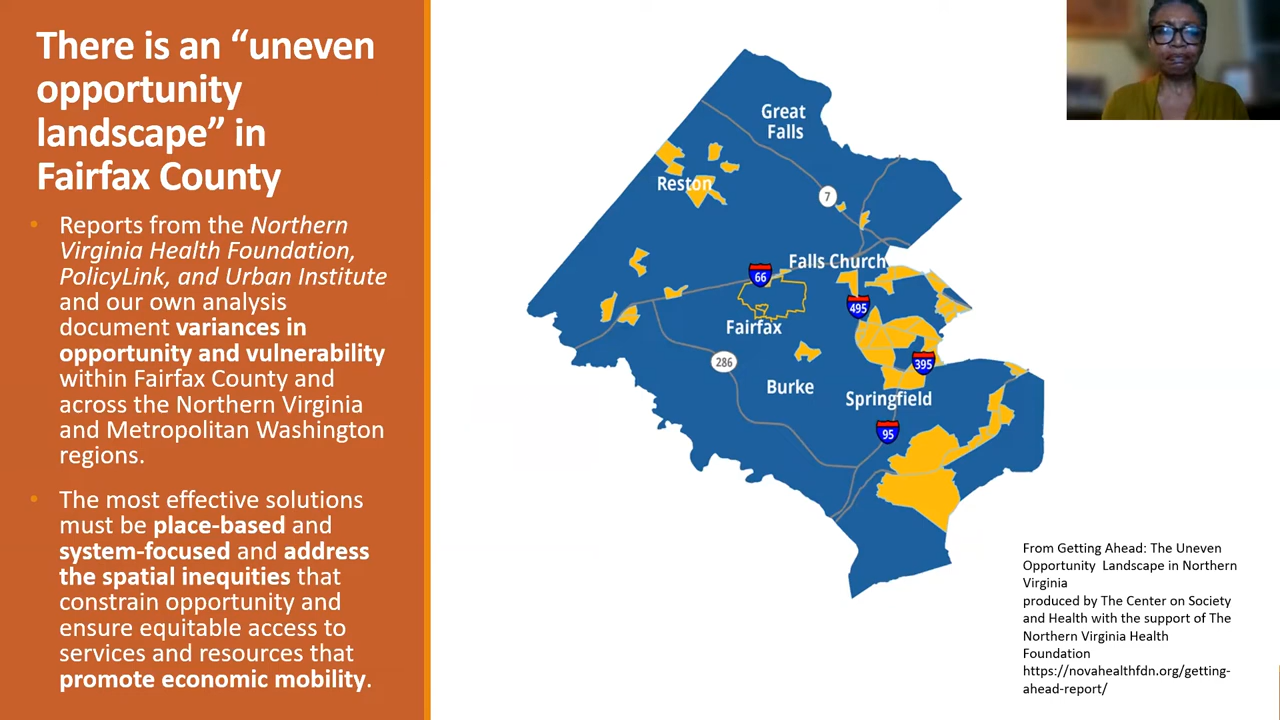 There is an “uneven
opportunity
landscape” in
Fairfax County
• Reports from the Northern
Virginia Health Foundation,
PolicyLink, and Urban Institute
and our own analysis
document variances in
opportunity and vulnerability
within Fairfax County and
across the Northern Virginia
and Metropolitan Washington
regions.
• The most effective solutions
must be place-based and
system-focused and address
the spatial inequities that
constrain opportunity and
ensure equitable access to
services and resources that
promote economic mobility.
Great
Falls
Reston
7
Falls Church
66
495
Fairfax
286
395
Burke
Springfield
95
From Getting Ahead: The Uneven
Opportunity Landscape in Northern
Virginia
produced by The Center on Society
and Health with the support of The
Northern Virginia Health
Foundation
https://novahealthfdn.org/getting-
ahead-report/